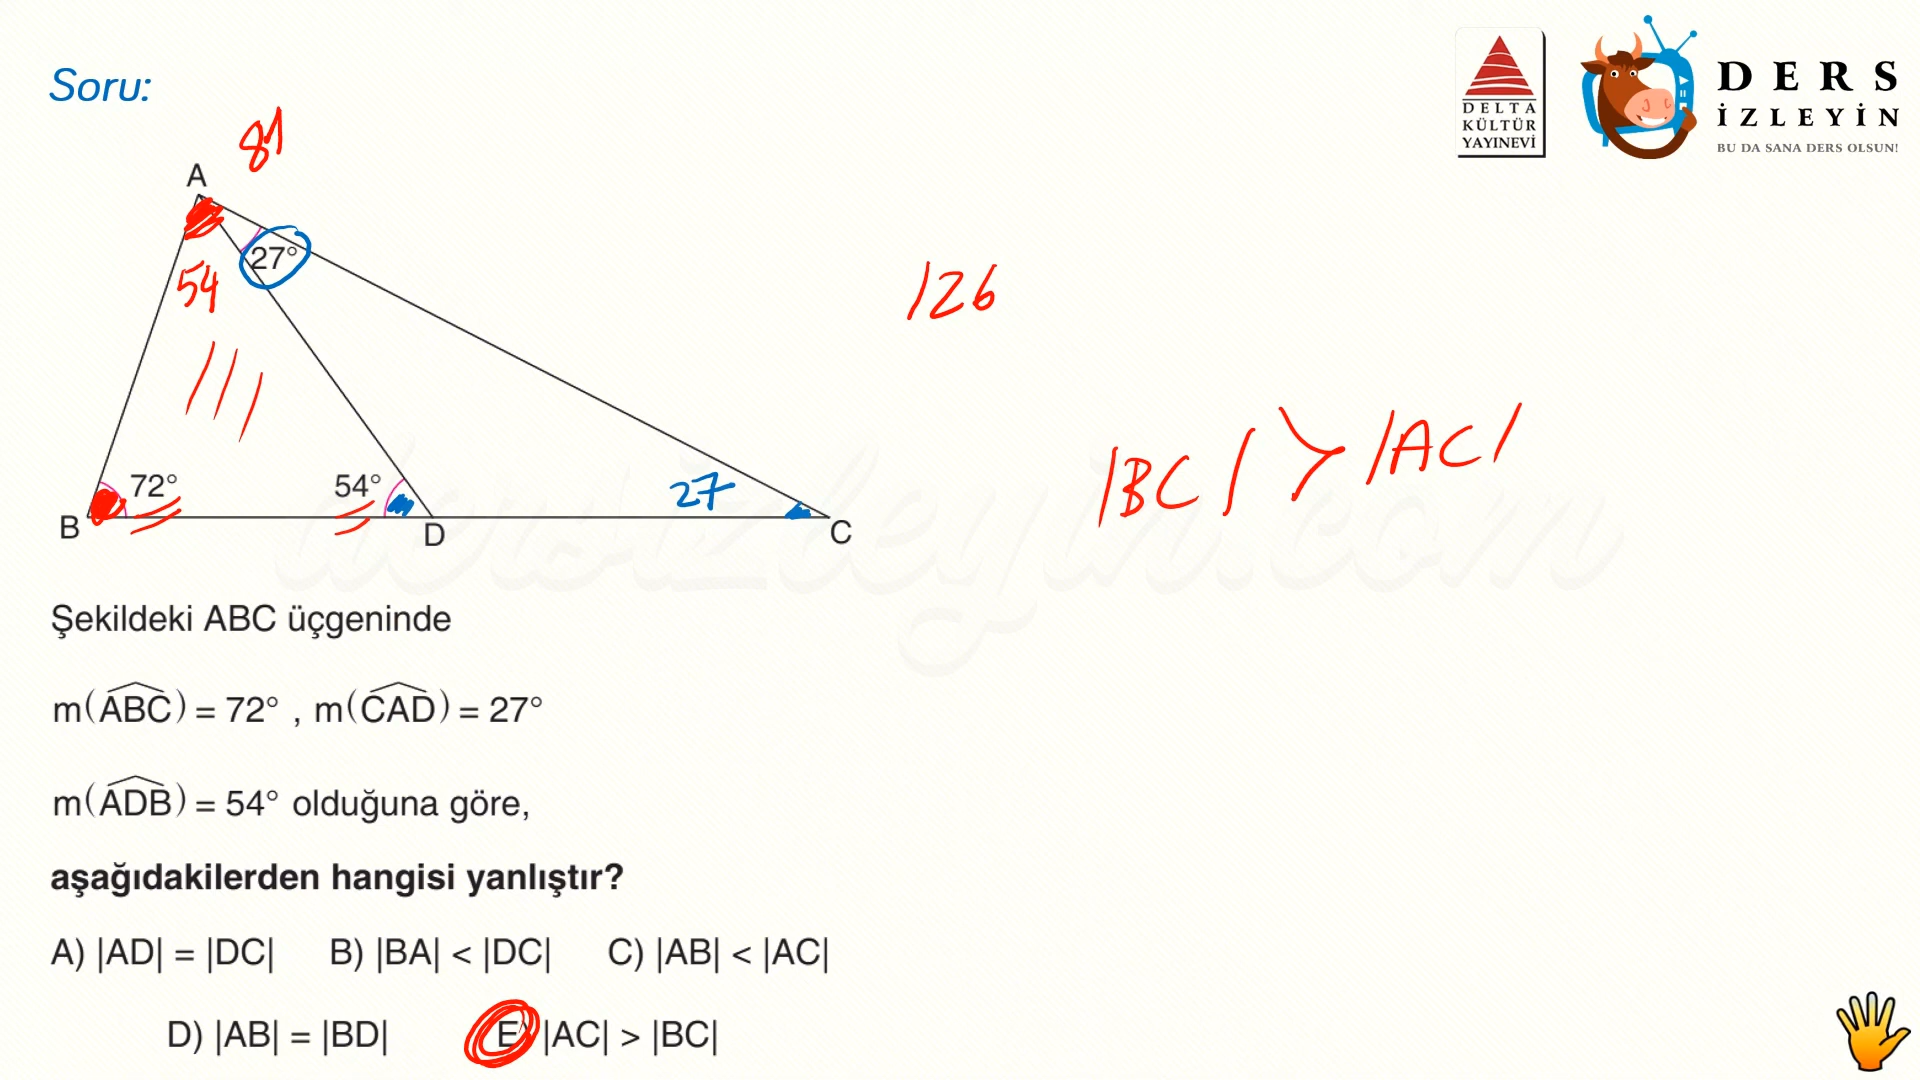 Soru:
DELTA
KÜLTÜR
YAYINEVİ
DERS
İZLEYİN
BU DA SANA DERS OLSUN!
81
A
27°
54
126
|BC| > |AC|
72°
54°
27
B
D
C
dersizleyin.com
Şekildeki ABC üçgeninde
m(ABC) = 72° , m(CAD) = 27°
m(ADB) = 54° olduğuna göre,
aşağıdakilerden hangisi yanlıştır?
A) |AD| = |DC| B) |BA| < |DC| C) |AB| < |AC|
D) |AB| = |BD| E) |AC| > |BC|